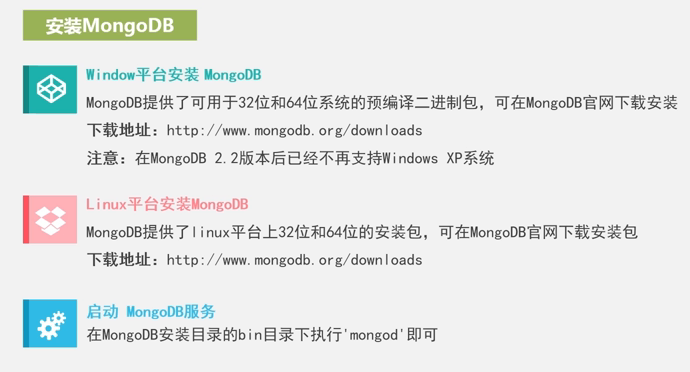 安装MongoDB
Window平台安装 MongoDB
MongoDB提供了可用于32位和64位系统的预编译二进制包，可在MongoDB官网下载安装
下载地址：http://www.mongodb.org/downloads
注意：在MongoDB 2.2版本后已经不再支持Windows XP系统
Linux平台安装MongoDB
MongoDB提供了linux平台上32位和64位的安装包，可在MongoDB官网下载安装包
下载地址：http://www.mongodb.org/downloads
启动 MongoDB服务
在MongoDB安装目录的bin目录下执行'mongod'即可